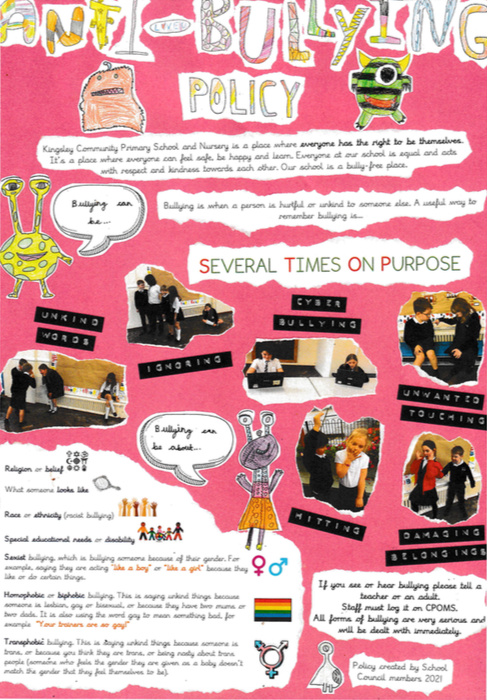 ANTI-BULLYING
POLICY
Kingsley Community Primary School and Nursery is a place where everyone has the right to be themselves.
It's a place where everyone can feel safe, be happy and learn. Everyone at our school is equal and acts
with respect and kindness towards each other. Our school is a bully-free place.
Bullying can
be...
Bullying is when a person is hurtful or unkind to someone else. A useful way to
remember bullying is...
SEVERAL TIMES ON PURPOSE
UNKIND
WORDS
IGNORING
CYBER
BULLYING
UNWANTED
TOUCHING
Bullying can
be about...
HITTING
DAMAGING
BELONGINGS
Religion or belief
What someone looks like
Race or ethnicity (racist bullying)
Special educational needs or disability
Sexist bullying, which is bullying someone because of their gender. For
example, saying they are acting "like a boy" or "like a girl" because they
like or do certain things.
Homophobic or biphobic bullying. This is saying unkind things because
someone is lesbian, gay or bisexual, or because they have two mums or
two dads. It is also using the word gay to mean something bad, for
example "Your trainers are so gay!"
Transphobic bullying. This is saying unkind things because someone is
trans, or because you think they are trans, or being nasty about trans
people (someone who feels the gender they are given as a baby doesn't
match the gender that they feel themselves to be).
If you see or hear bullying please tell a
teacher or an adult.
Staff must log it on CPOMS.
All forms of bullying are very serious and
will be dealt with immediately.
Policy created by School
Council members 2021